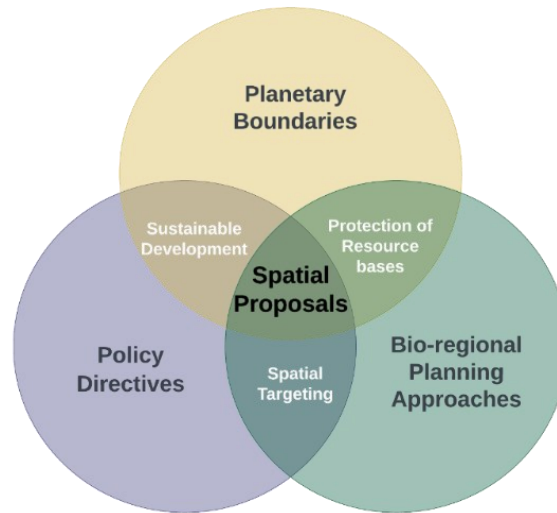 Planetary
Boundaries
Sustainable
Development
Protection of
Resource
bases
Spatial
Proposals
Policy
Directives
Spatial
Targeting
Bio-regional
Planning
Approaches